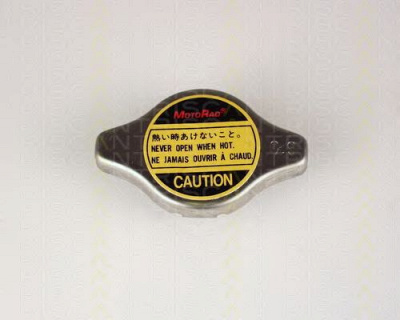 MOTORAD®
熱い時あけないこと。
NEVER OPEN WHEN HOT.
NE JAMAIS OUVRIR À CHAUD.
CAUTION